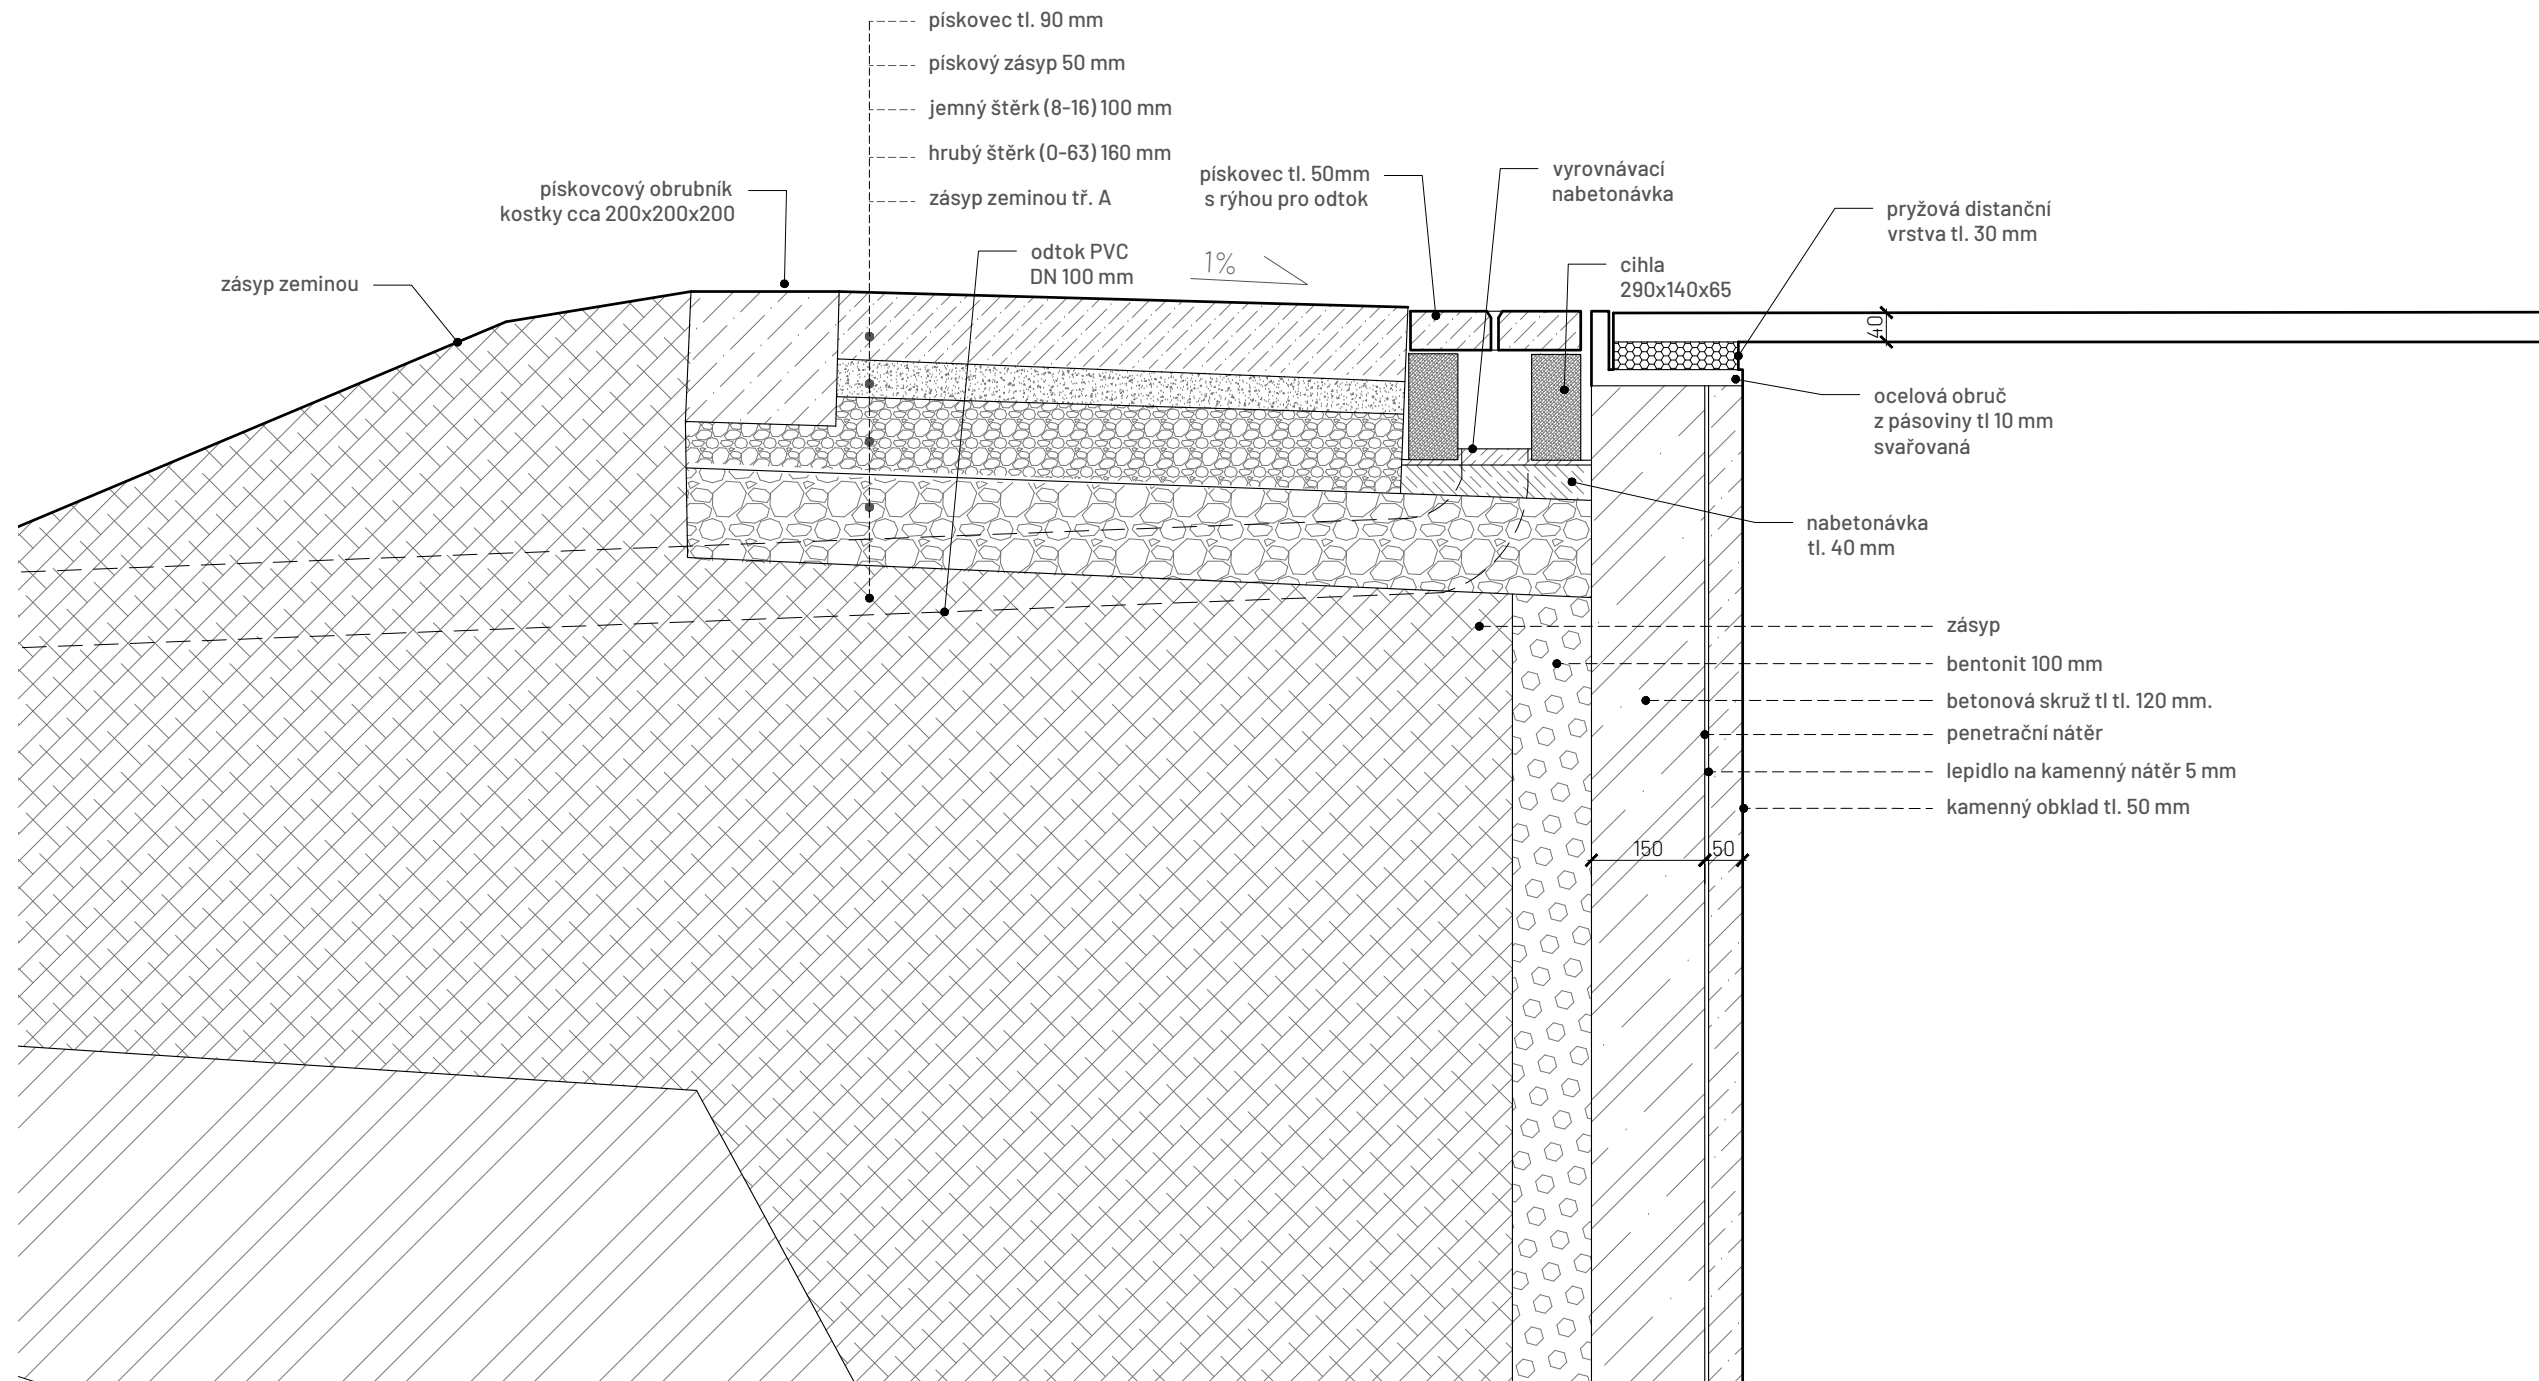 pískovec tl. 90 mm
pískový zásyp 50 mm
jemný štěrk (8-16) 100 mm
hrubý štěrk (0-63) 160 mm
zásyp zeminou tř. A
pískovcový obrubník
kostky cca 200x200x200
zásyp zeminou
odtok PVC
DN 100 mm
1%
pískovec tl. 50mm
s rýhou pro odtok
vyrovnávací
nabetonávka
cihla
290x140x65
pryžová distanční
vrstva tl. 30 mm
40
ocelová obruč
z pásoviny tl 10 mm
svařovaná
nabetonávka
tl. 40 mm
zásyp
bentonit 100 mm
betonová skruž tl tl. 120 mm.
penetrační nátěr
lepidlo na kamenný nátěr 5 mm
kamenný obklad tl. 50 mm
150
50